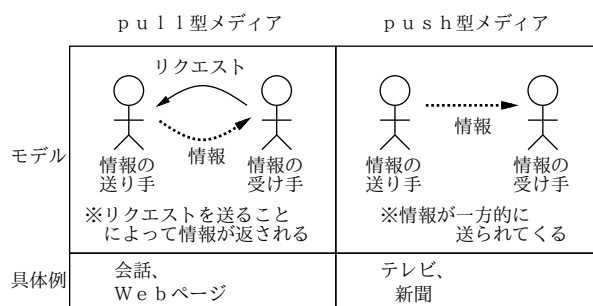 ｐｕｌｌ型メディア
ｐｕｓｈ型メディア
モデル
リクエスト
情報
情報の
送り手
情報の
受け手
※リクエストを送ること
によって情報が返される
情報
情報の
送り手
情報の
受け手
※情報が一方的に
送られてくる
具体例
会話、
Ｗｅｂページ
テレビ、
新聞